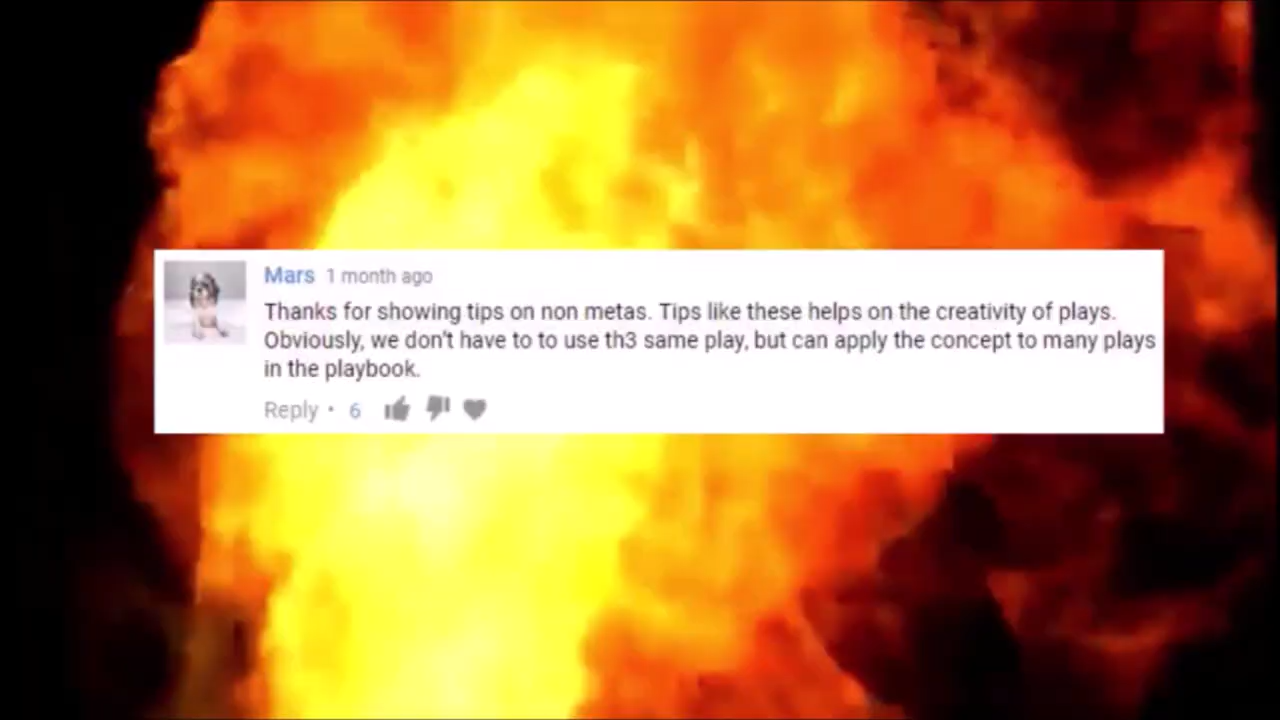 Mars 1 month ago
Thanks for showing tips on non metas. Tips like these helps on the creativity of plays.
Obviously, we don't have to to use th3 same play, but can apply the concept to many plays
in the playbook.
Reply • 6